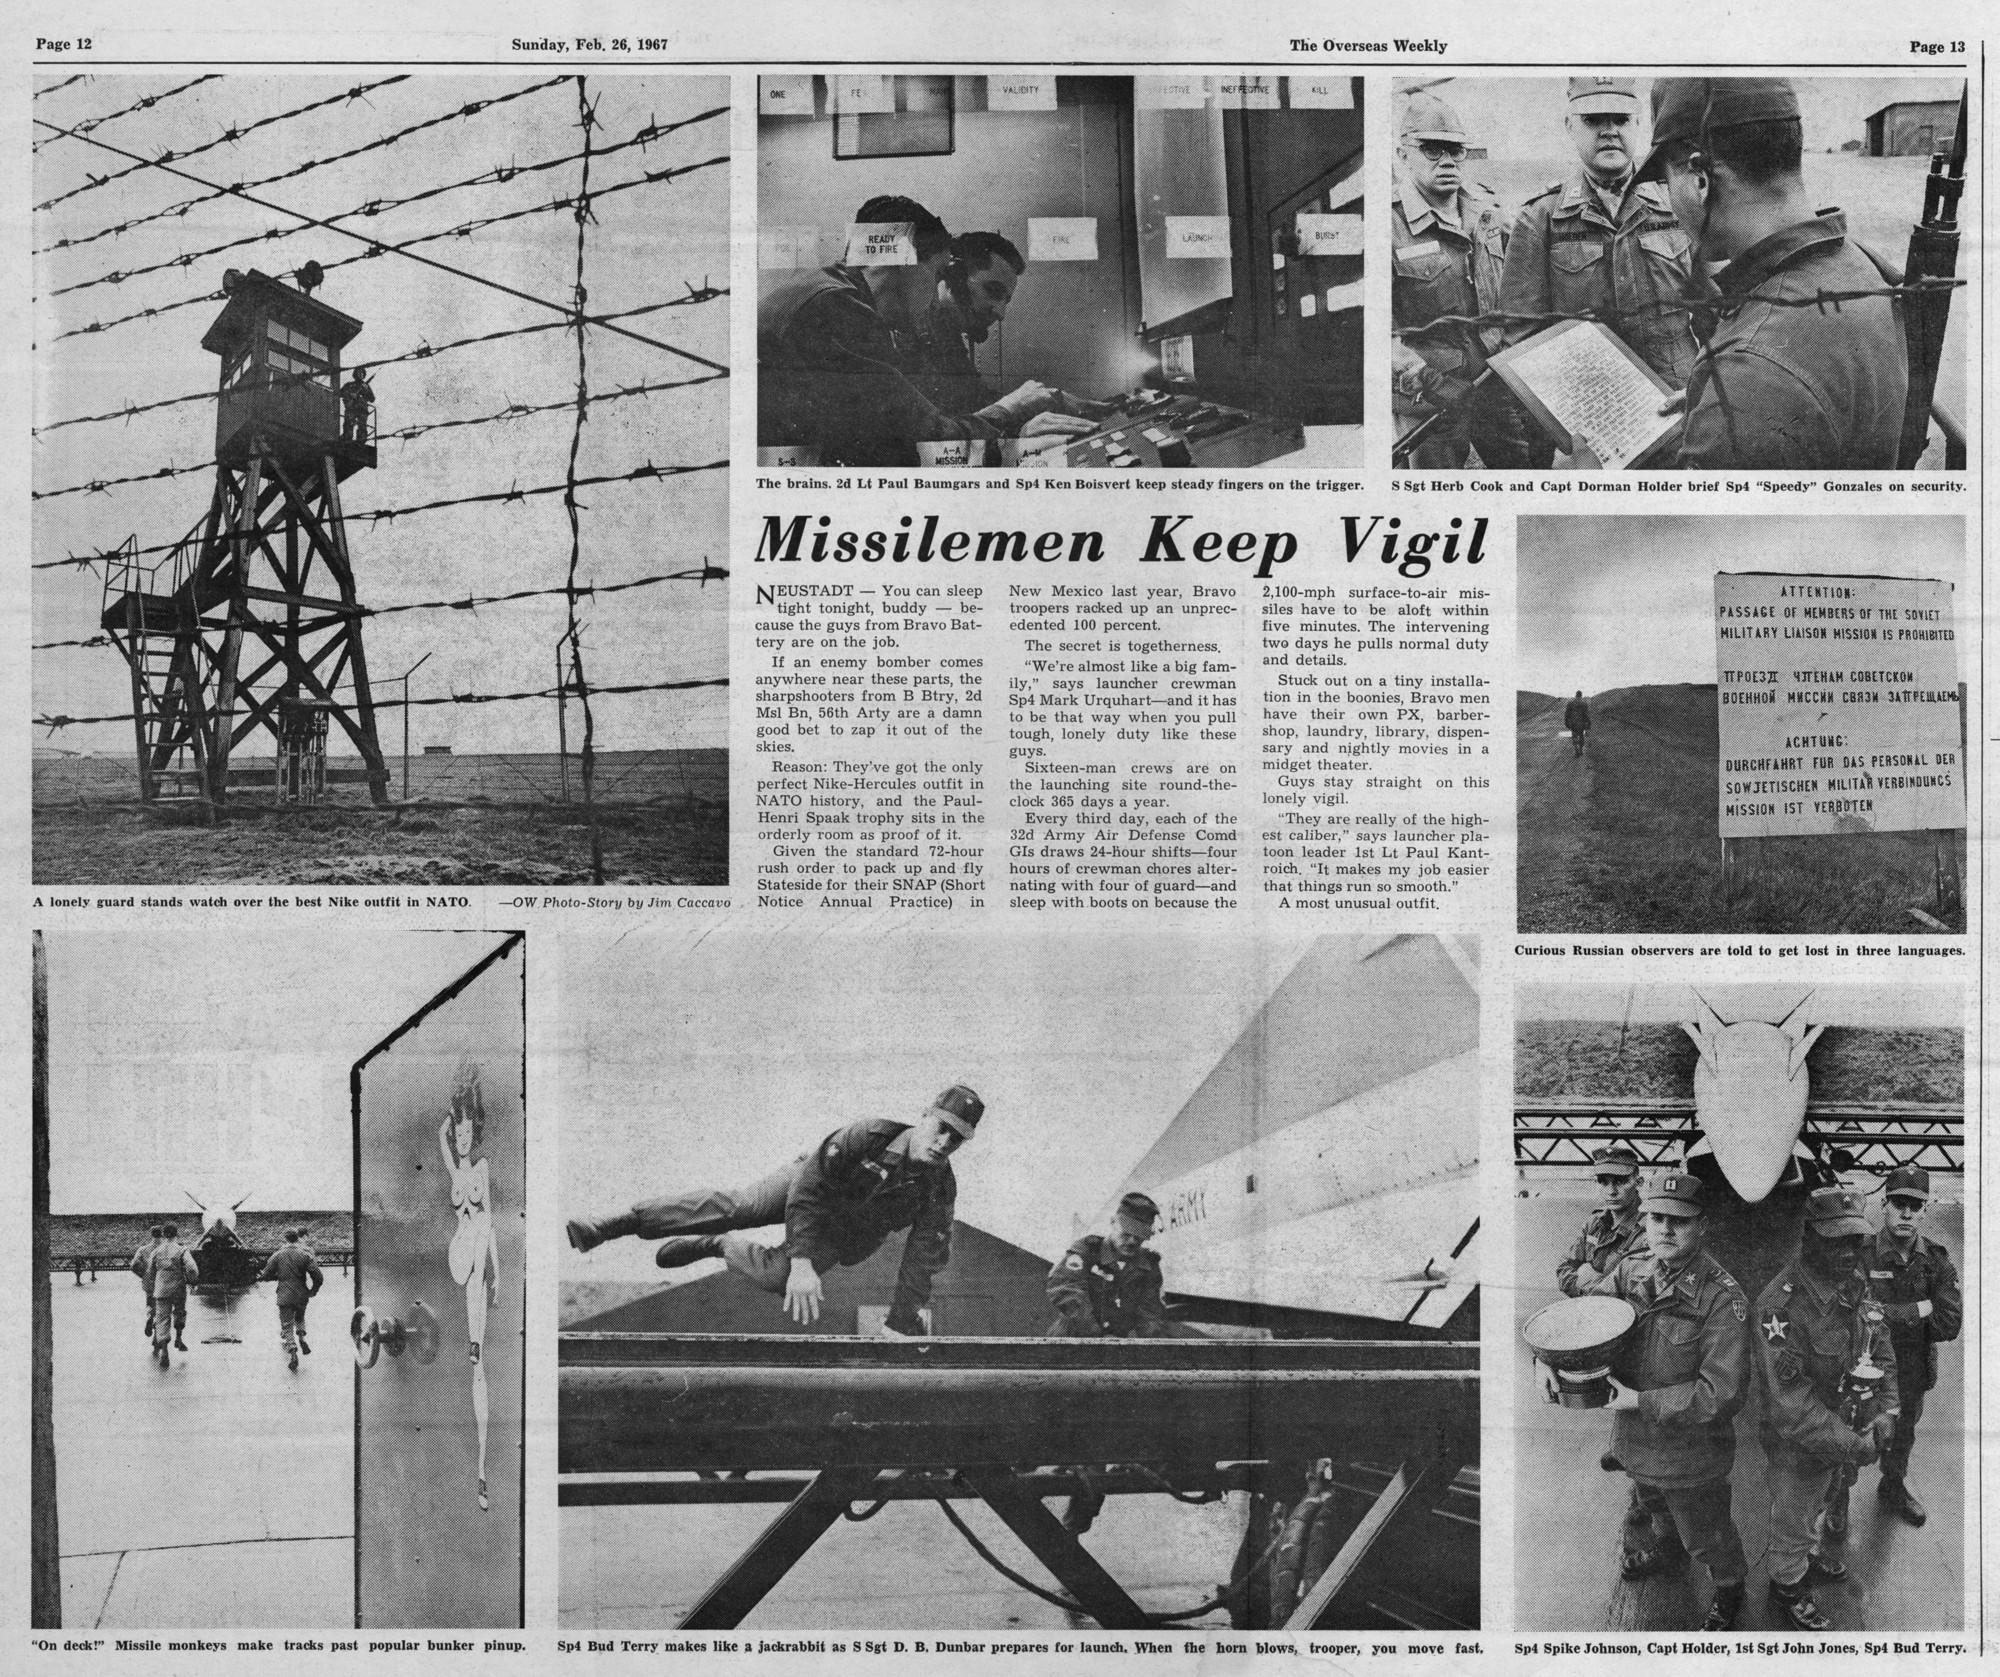 Page 12
Sunday, Feb. 26, 1967
The Overseas Weekly
Page 13
ONE
VALIDITY
INEFFECTIVE
KILL
READY
TO FIRE
FIRE
LAUNCH
BURST
S-S
A-A
MISSION
The brains. 2d Lt Paul Baumgars and Sp4 Ken Boisvert keep steady fingers on the trigger.
S Sgt Herb Cook and Capt Dorman Holder brief Sp4 “Speedy” Gonzales on security.
Missilemen Keep Vigil
NEUSTADT — You can sleep
tight tonight, buddy — be-
cause the guys from Bravo Bat-
tery are on the job.
If an enemy bomber comes
anywhere near these parts, the
sharpshooters from B Btry, 2d
Msl Bn, 56th Arty are a damn
good bet to zap it out of the
skies.
Reason: They’ve got the only
perfect Nike-Hercules outfit in
NATO history, and the Paul-
Henri Spaak trophy sits in the
orderly room as proof of it.
Given the standard 72-hour
rush order to pack up and fly
Stateside for their SNAP (Short
Notice Annual Practice) in
New Mexico last year, Bravo
troopers racked up an unprec-
edented 100 percent.
The secret is togetherness.
“We’re almost like a big fam-
ily,” says launcher crewman
Sp4 Mark Urquhart—and it has
to be that way when you pull
tough, lonely duty like these
guys.
Sixteen-man crews are on
the launching site round-the-
clock 365 days a year.
Every third day, each of the
32d Army Air Defense Comd
GIs draws 24-hour shifts—four
hours of crewman chores alter-
nating with four of guard—and
sleep with boots on because the
2,100-mph surface-to-air mis-
siles have to be aloft within
five minutes. The intervening
two days he pulls normal duty
and details.
Stuck out on a tiny installa-
tion in the boonies, Bravo men
have their own PX, barber-
shop, laundry, library, dispen-
sary and nightly movies in a
midget theater.
Guys stay straight on this
lonely vigil.
“They are really of the high-
est caliber,” says launcher pla-
toon leader 1st Lt Paul Kant-
roich. “It makes my job easier
that things run so smooth.”
A most unusual outfit.
ATTENTION:
PASSAGE OF MEMBERS OF THE SOVIET
MILITARY LIAISON MISSION IS PROHIBITED
ПРОЕЗД ЧЛЕНАМ СОВЕТСКОИ
ВОЕННОЙ МИССИИ СВЯЗИ ЗАПРЕЩАЕМЬ
ACHTUNG:
DURCHFAHRT FUR DAS PERSONAL DER
SOWJETISCHEN MILITAR VERBINDUNGS
MISSION IST VERBOTEN
A lonely guard stands watch over the best Nike outfit in NATO.
—OW Photo-Story by Jim Caccavo
Curious Russian observers are told to get lost in three languages.
U.S. ARMY
“On deck!” Missile monkeys make tracks past popular bunker pinup.
Sp4 Bud Terry makes like a jackrabbit as S Sgt D. B. Dunbar prepares for launch. When the horn blows, trooper, you move fast.
Sp4 Spike Johnson, Capt Holder, 1st Sgt John Jones, Sp4 Bud Terry.